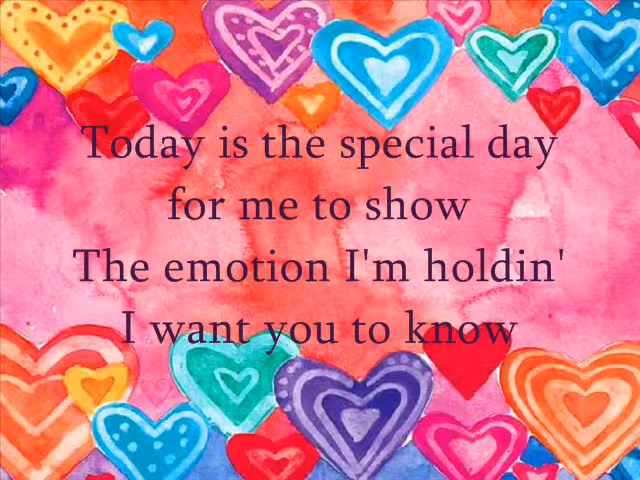 Today is the special day
for me to show
The emotion I'm holdin'
I want you to know